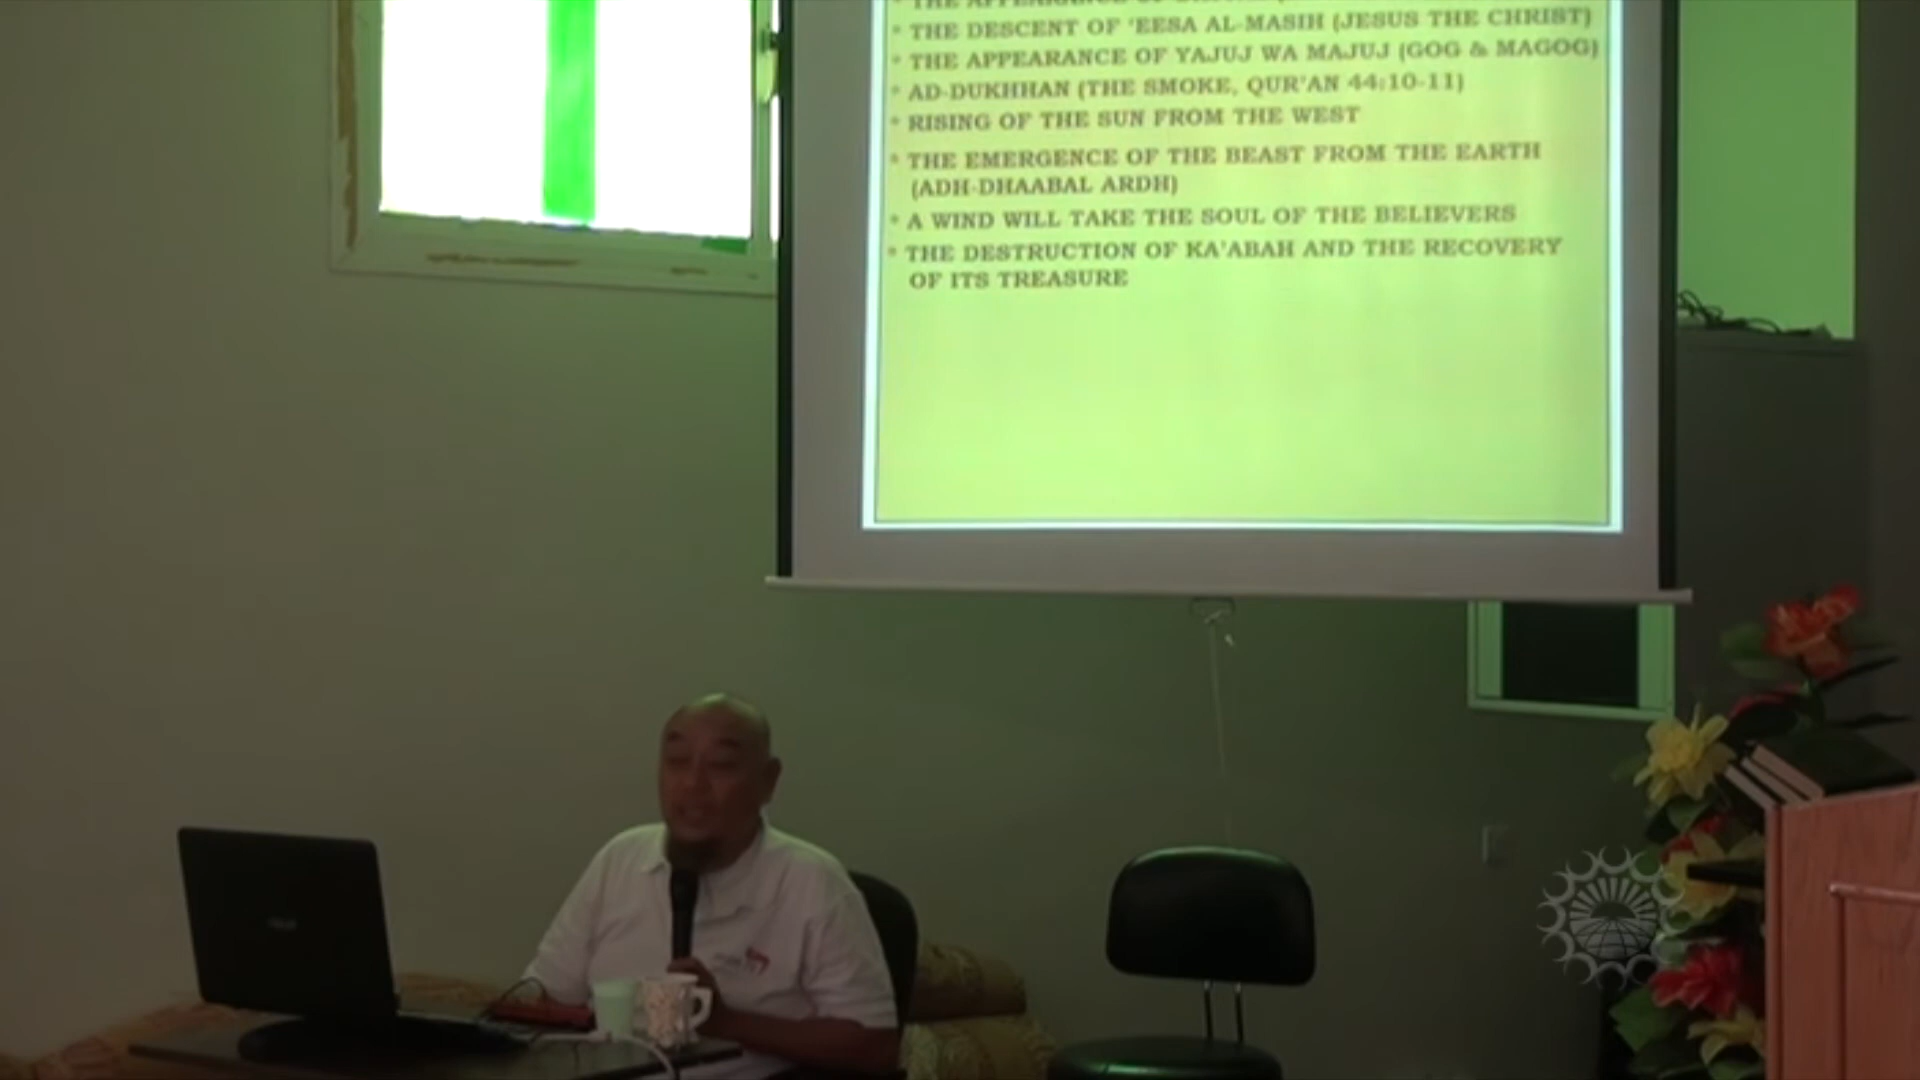 THE APPEARANCE OF
* THE DESCENT OF 'EESA AL-MASIH (JESUS THE CHRIST)
* THE APPEARANCE OF YAJUJ WA MAJUJ (GOG & MAGOG)
* AD-DUKHHAN (THE SMOKE, QUR'AN 44:10-11)
* RISING OF THE SUN FROM THE WEST
* THE EMERGENCE OF THE BEAST FROM THE EARTH
(ADH-DHAABAL ARDH)
* A WIND WILL TAKE THE SOUL OF THE BELIEVERS
* THE DESTRUCTION OF KA'ABAH AND THE RECOVERY
OF ITS TREASURE